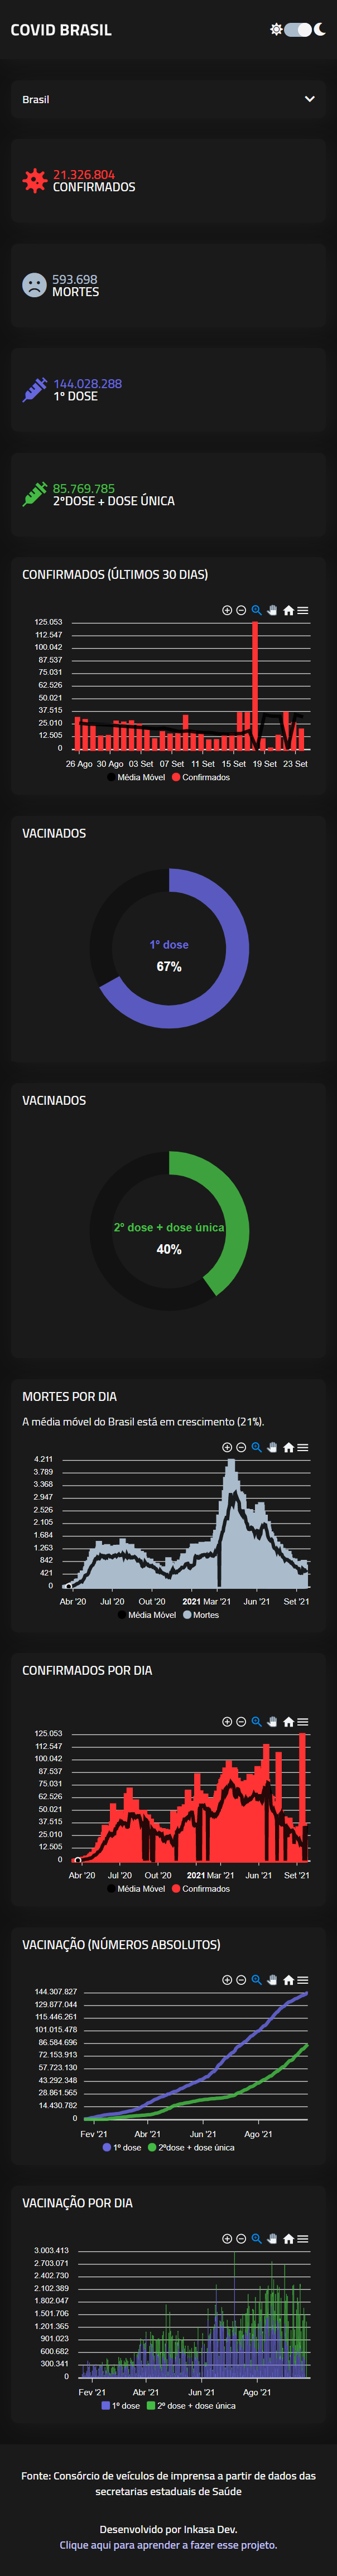 COVID BRASIL
Brasil
21.326.804
CONFIRMADOS
593.698
MORTES
144.028.288
1º DOSE
85.769.785
2ºDOSE + DOSE ÚNICA
CONFIRMADOS (ÚLTIMOS 30 DIAS)
125.053
112.547
100.042
87.537
75.031
62.526
50.021
37.515
25.010
12.505
0
26 Ago 30 Ago 03 Set 07 Set 11 Set 15 Set 19 Set 23 Set
Média Móvel Confirmados
VACINADOS
1º dose
67%
VACINADOS
2º dose + dose única
40%
MORTES POR DIA
A média móvel do Brasil está em crescimento (21%).
4.211
3.789
3.368
2.947
2.526
2.105
1.684
1.263
842
421
0
Abr '20 Jul '20 Out '20 2021 Mar '21 Jun '21 Set '21
Média Móvel Mortes
CONFIRMADOS POR DIA
125.053
112.547
100.042
87.537
75.031
62.526
50.021
37.515
25.010
12.505
0
Abr '20 Jul '20 Out '20 2021 Mar '21 Jun '21 Set '21
Média Móvel Confirmados
VACINAÇÃO (NÚMEROS ABSOLUTOS)
144.307.827
129.877.044
115.446.261
101.015.478
86.584.696
72.153.913
57.723.130
43.292.348
28.861.565
14.430.782
0
Fev '21 Abr '21 Jun '21 Ago '21
1º dose 2ºdose + dose única
VACINAÇÃO POR DIA
3.003.413
2.703.071
2.402.730
2.102.389
1.802.047
1.501.706
1.201.365
901.023
600.682
300.341
0
Fev '21 Abr '21 Jun '21 Ago '21
1º dose 2º dose + dose única
Fonte: Consórcio de veículos de imprensa a partir de dados das
secretarias estaduais de Saúde
Desenvolvido por Inkasa Dev.
Clique aqui para aprender a fazer esse projeto.